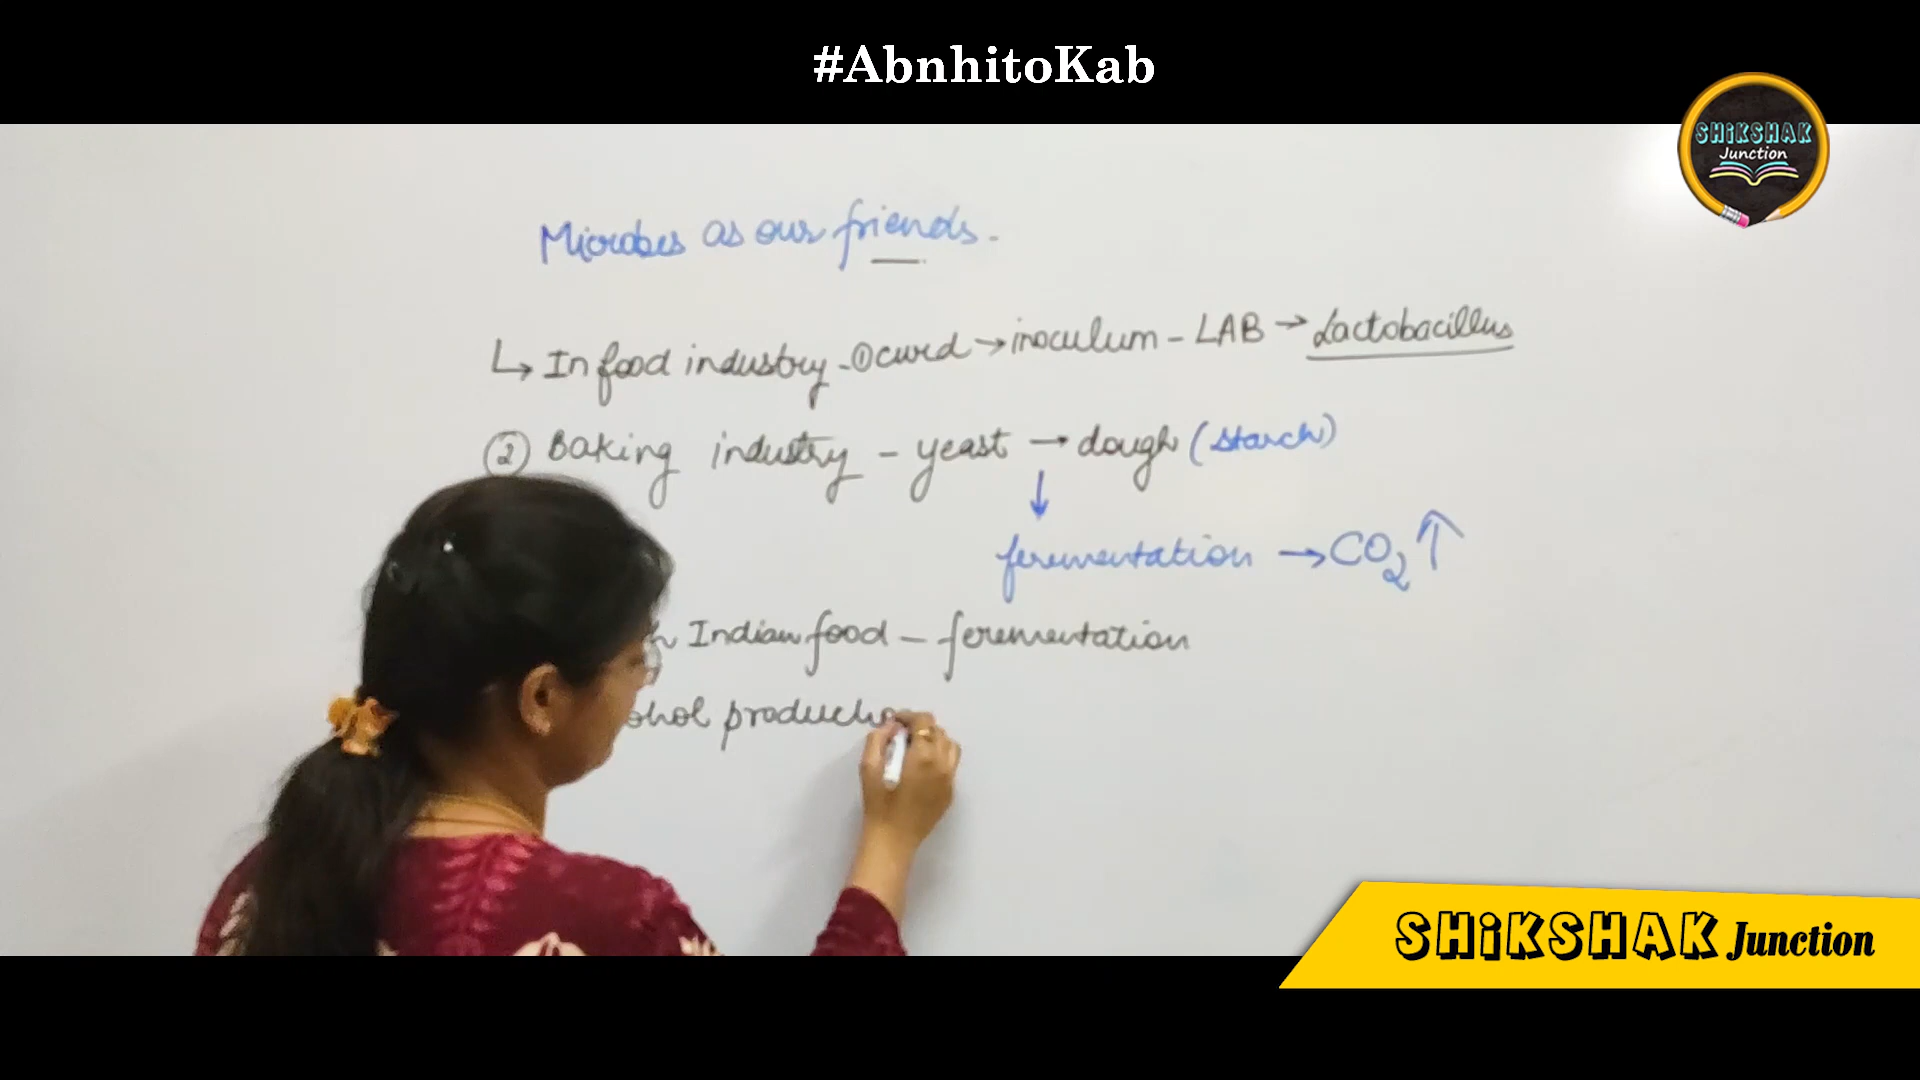 #AbnhitoKab
SHiKSHAK
Junction
Microbes as our friends.
↳ In food industry - ① curd → inoculum - LAB → Lactobacillus
② Baking industry - yeast → dough (starch)
↓
fermentation → CO2 ↑
Indian food - fermentation
production
SHiKSHAK Junction